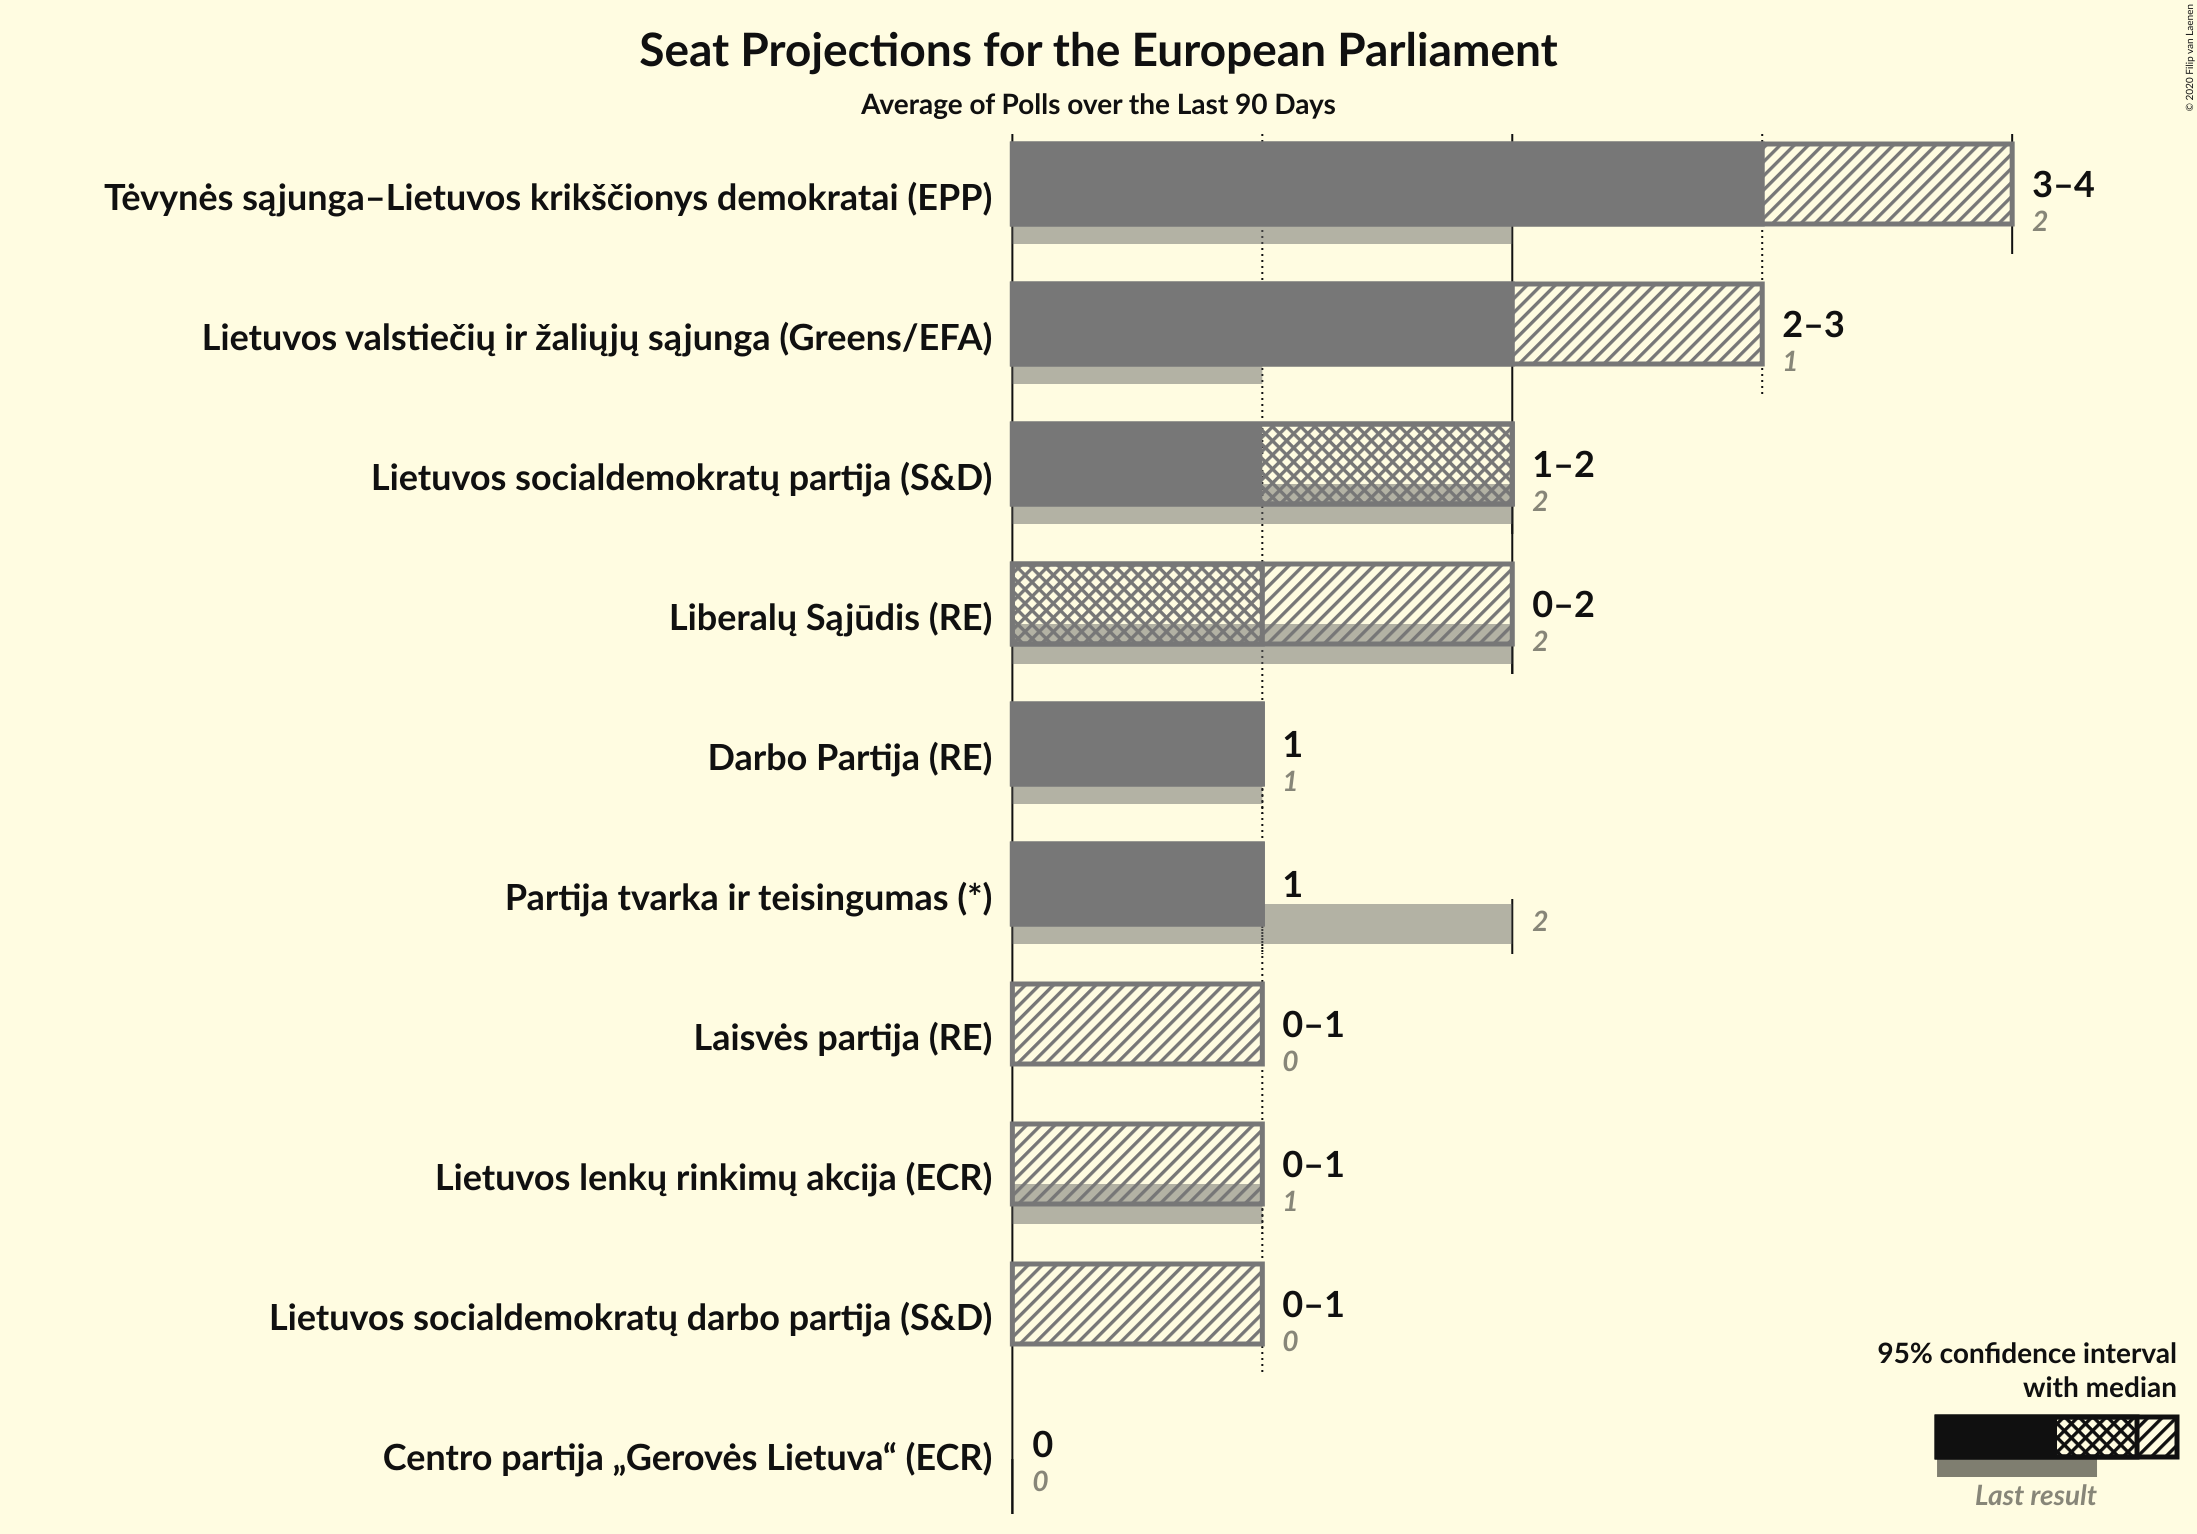 Seat Projections for the European Parliament
Average of Polls over the Last 90 Days
© 2020 Filip van Laenen
Tėvynės sąjunga–Lietuvos krikščionys demokratai (EPP)
3–4
2
Lietuvos valstiečių ir žaliųjų sąjunga (Greens/EFA)
2–3
1
Lietuvos socialdemokratų partija (S&D)
1–2
2
Liberalų Sąjūdis (RE)
0–2
2
Darbo Partija (RE)
1
1
Partija tvarka ir teisingumas (*)
1
2
Laisvės partija (RE)
0–1
0
Lietuvos lenkų rinkimų akcija (ECR)
0–1
1
Lietuvos socialdemokratų darbo partija (S&D)
0–1
0
Centro partija „Gerovės Lietuva“ (ECR)
0
0
95% confidence interval
with median
Last result